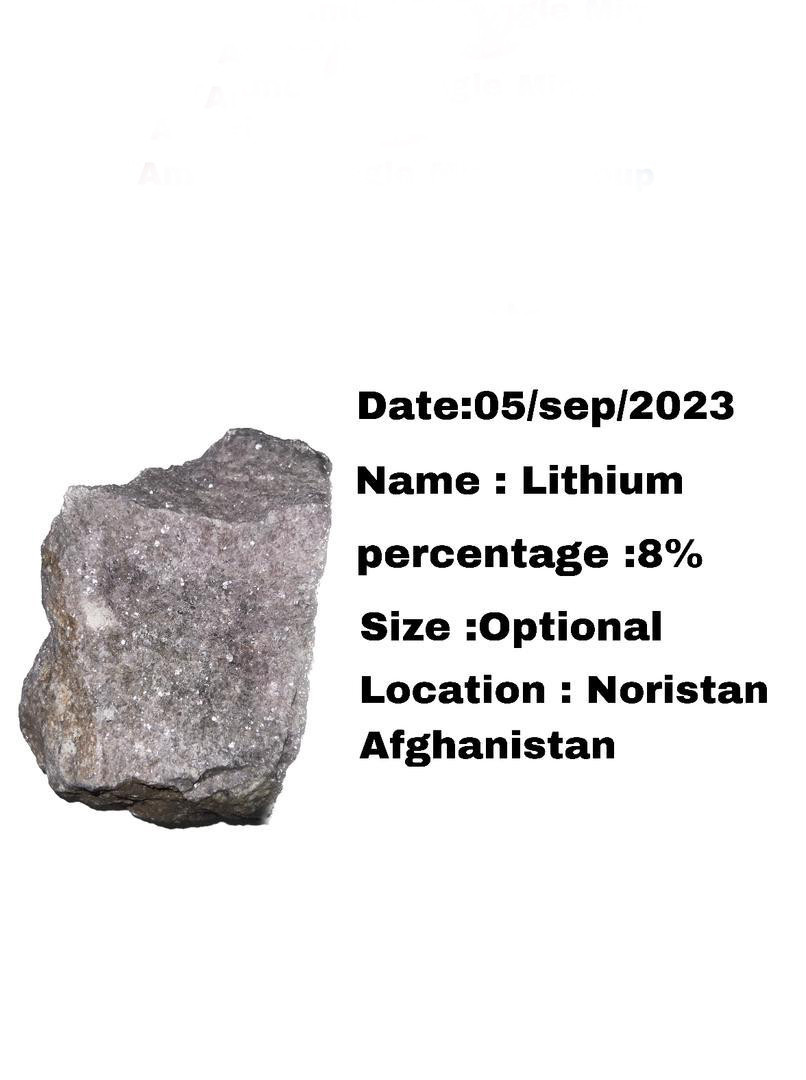 Date:05/sep/2023
Name : Lithium
percentage :8%
Size :Optional
Location : Noristan
Afghanistan